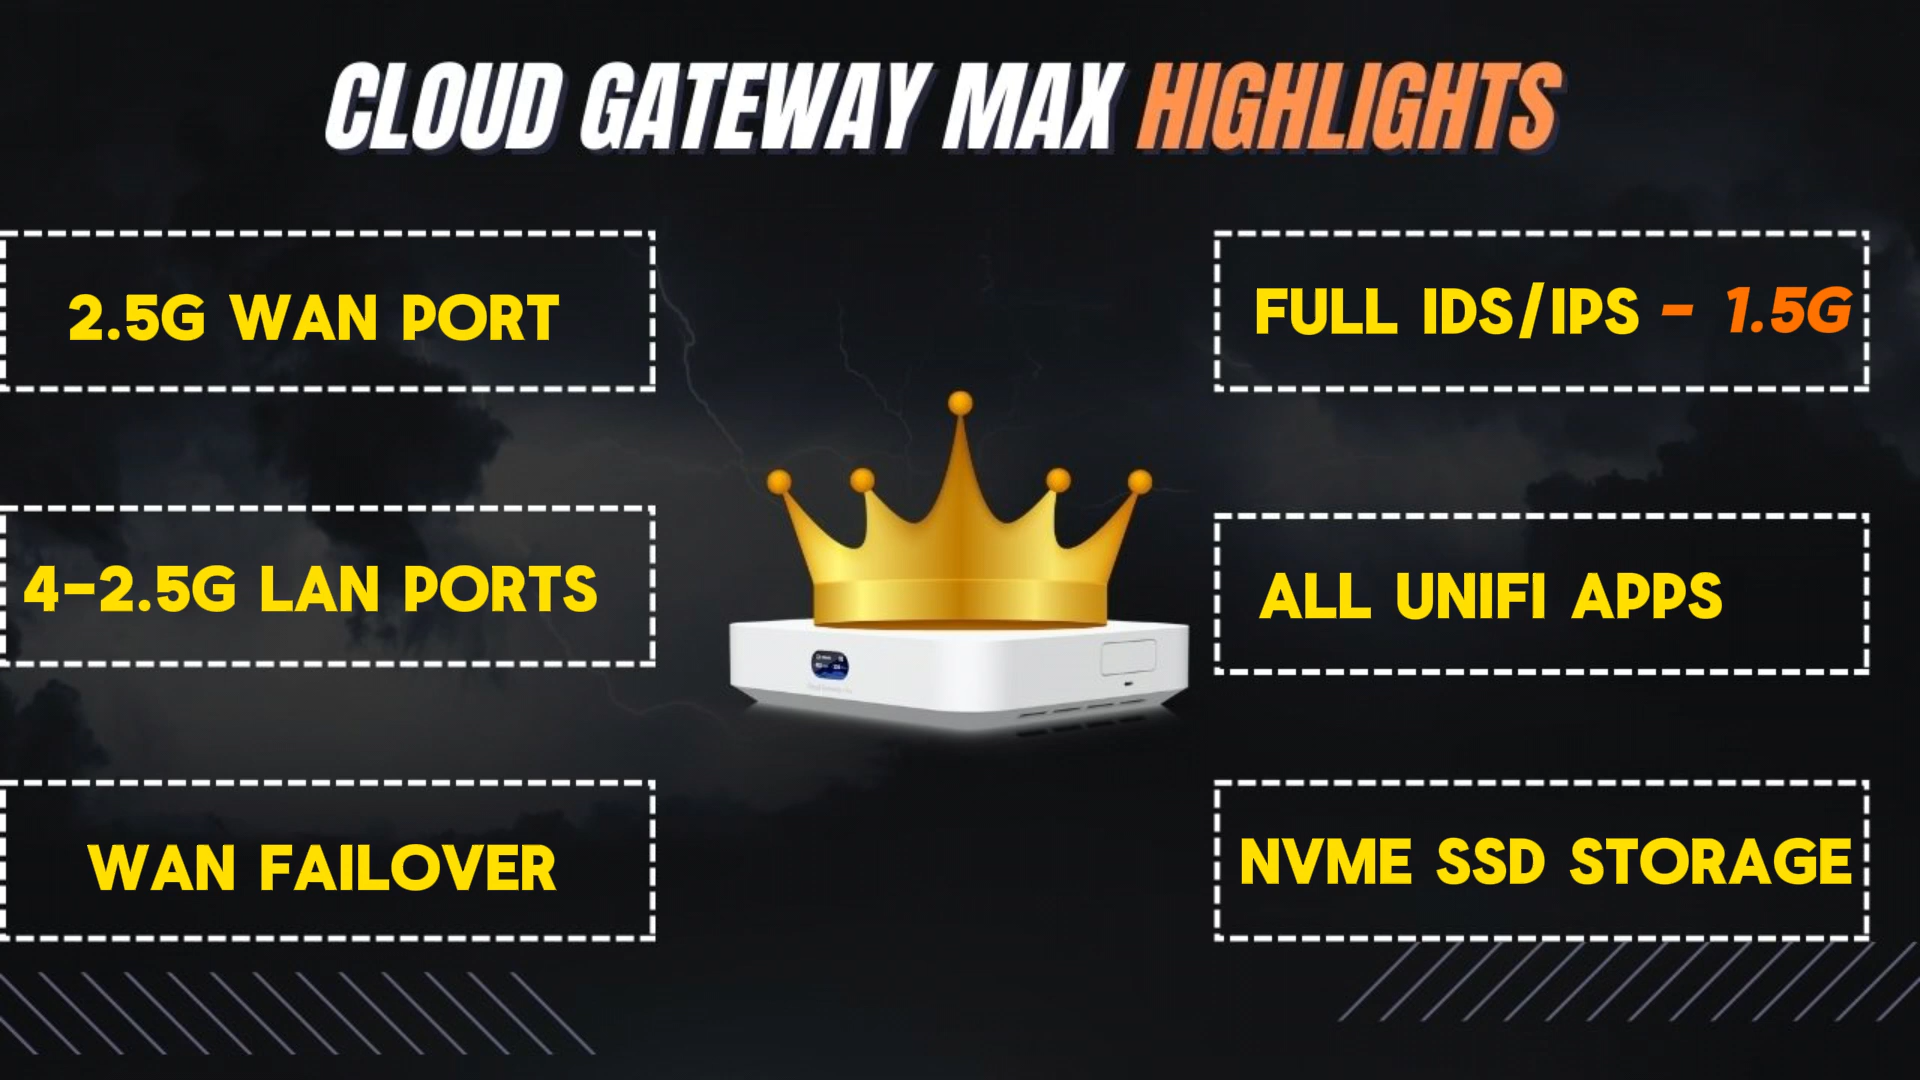 CLOUD GATEWAY MAX HIGHLIGHTS
2.5G WAN PORT
4-2.5G LAN PORTS
WAN FAILOVER
FULL IDS/IPS - 1.5G
ALL UNIFI APPS
NVME SSD STORAGE